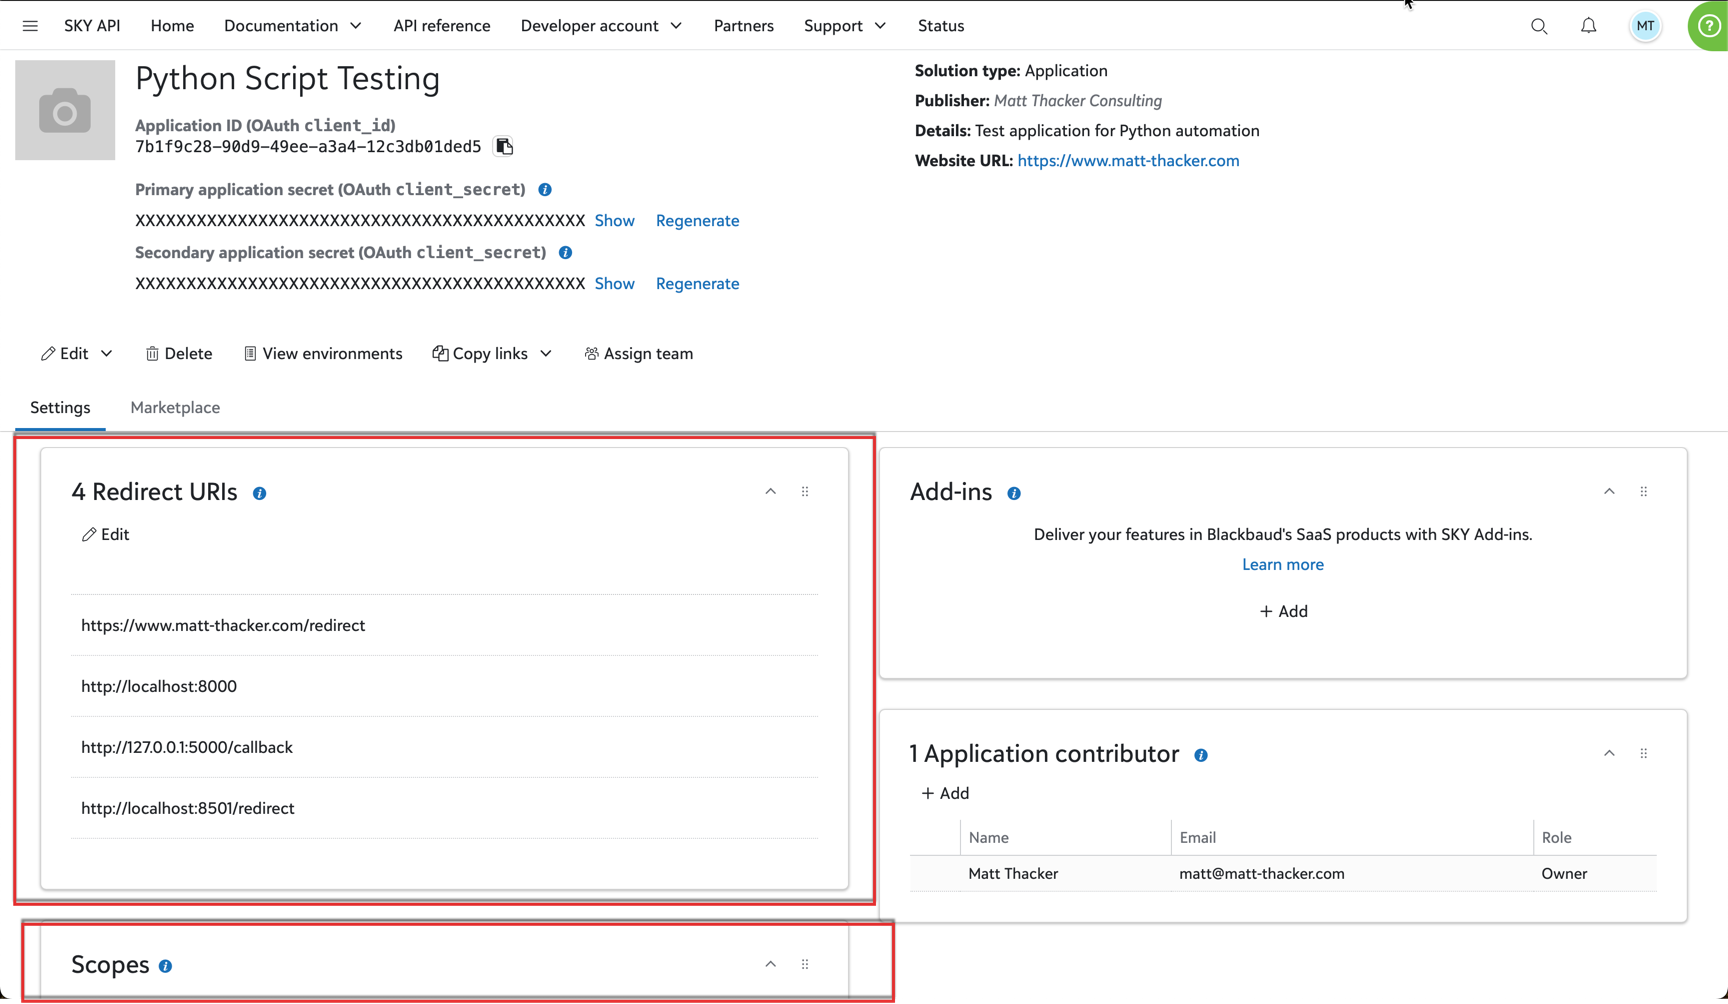 SKY API Home Documentation API reference Developer account Partners Support Status MT ?
Python Script Testing
Application ID (OAuth client_id)
7b1f9c28-90d9-49ee-a3a4-12c3db01ded5
Primary application secret (OAuth client_secret) i
XXXXXXXXXXXXXXXXXXXXXXXXXXXXXXXXXXXXXXXXXXXX Show Regenerate
Secondary application secret (OAuth client_secret) i
XXXXXXXXXXXXXXXXXXXXXXXXXXXXXXXXXXXXXXXXXXXX Show Regenerate
Solution type: Application
Publisher: Matt Thacker Consulting
Details: Test application for Python automation
Website URL: https://www.matt-thacker.com
Edit Delete View environments Copy links Assign team
Settings Marketplace
4 Redirect URIs i
Edit
https://www.matt-thacker.com/redirect
http://localhost:8000
http://127.0.0.1:5000/callback
http://localhost:8501/redirect
Scopes i
Add-ins i
Deliver your features in Blackbaud's SaaS products with SKY Add-ins.
Learn more
+ Add
1 Application contributor i
+ Add
Name Email Role
Matt Thacker matt@matt-thacker.com Owner